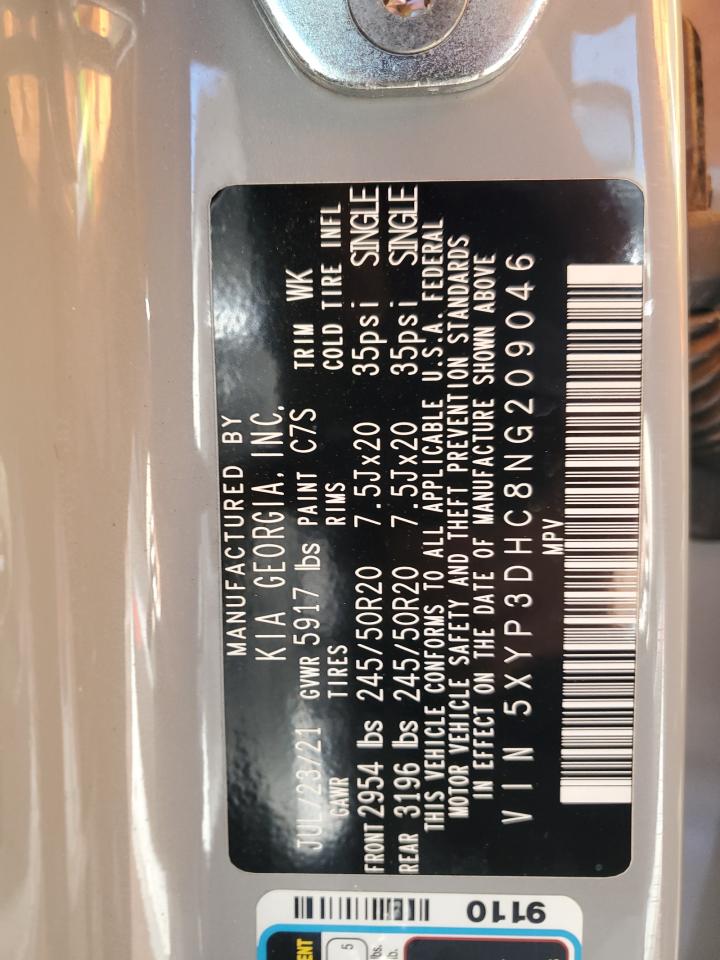 MANUFACTURED BY
KIA GEORGIA, INC.
JUL/23/21 GVWR 5917 lbs PAINT C7S TRIM WK
GAWR TIRES RIMS COLD TIRE INFL
FRONT 2954 lbs 245/50R20 7.5Jx20 35psi SINGLE
REAR 3196 lbs 245/50R20 7.5Jx20 35psi SINGLE
THIS VEHICLE CONFORMS TO ALL APPLICABLE U.S.A. FEDERAL
MOTOR VEHICLE SAFETY AND THEFT PREVENTION STANDARDS
IN EFFECT ON THE DATE OF MANUFACTURE SHOWN ABOVE
VIN 5XYP3DHC8NG209046
MPV
9110
5
lbs.